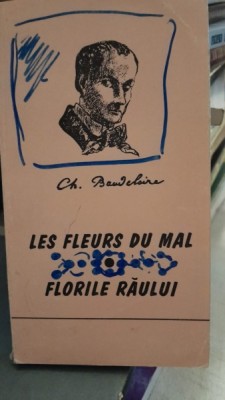 Ch. Baudelaire
LES FLEURS DU MAL
FLORILE RĂULUI